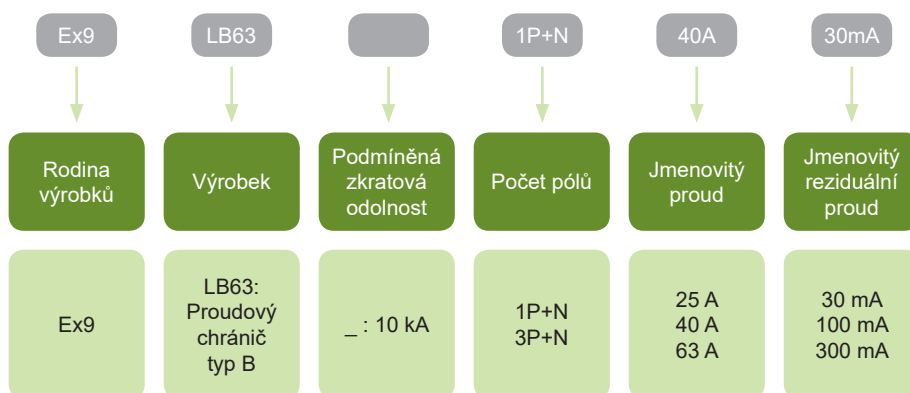 Ex9
LB63
1P+N
40A
30mA
Rodina
výrobků
Výrobek
Podmíněná
zkratová
odolnost
Počet pólů
Jmenovitý
proud
Jmenovitý
reziduální
proud
Ex9
LB63:
Proudový
chránič
typ B
_ : 10 kA
1P+N
3P+N
25 A
40 A
63 A
30 mA
100 mA
300 mA